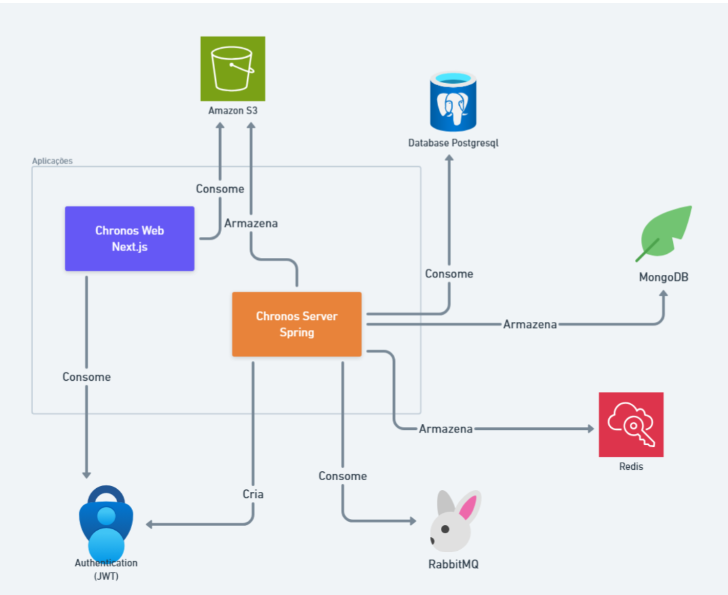 Amazon S3
Database Postgresql
Aplicações
Consome
Chronos Web
Next.js
Armazena
MongoDB
Consome
Chronos Server
Spring
Armazena
Consome
Armazena
Redis
Consome
Cria
Authentication
(JWT)
RabbitMQ